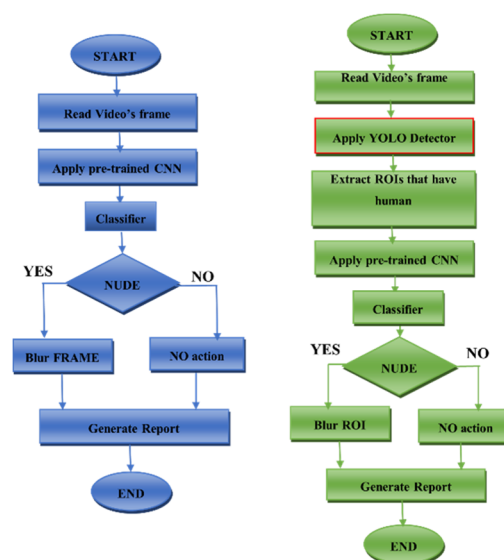 START
Read Video's frame
Apply pre-trained CNN
Classifier
NUDE
YES
NO
Blur FRAME
NO action
Generate Report
END
START
Read Video's frame
Apply YOLO Detector
Extract ROIs that have
human
Apply pre-trained CNN
Classifier
NUDE
YES
NO
Blur ROI
NO action
Generate Report
END